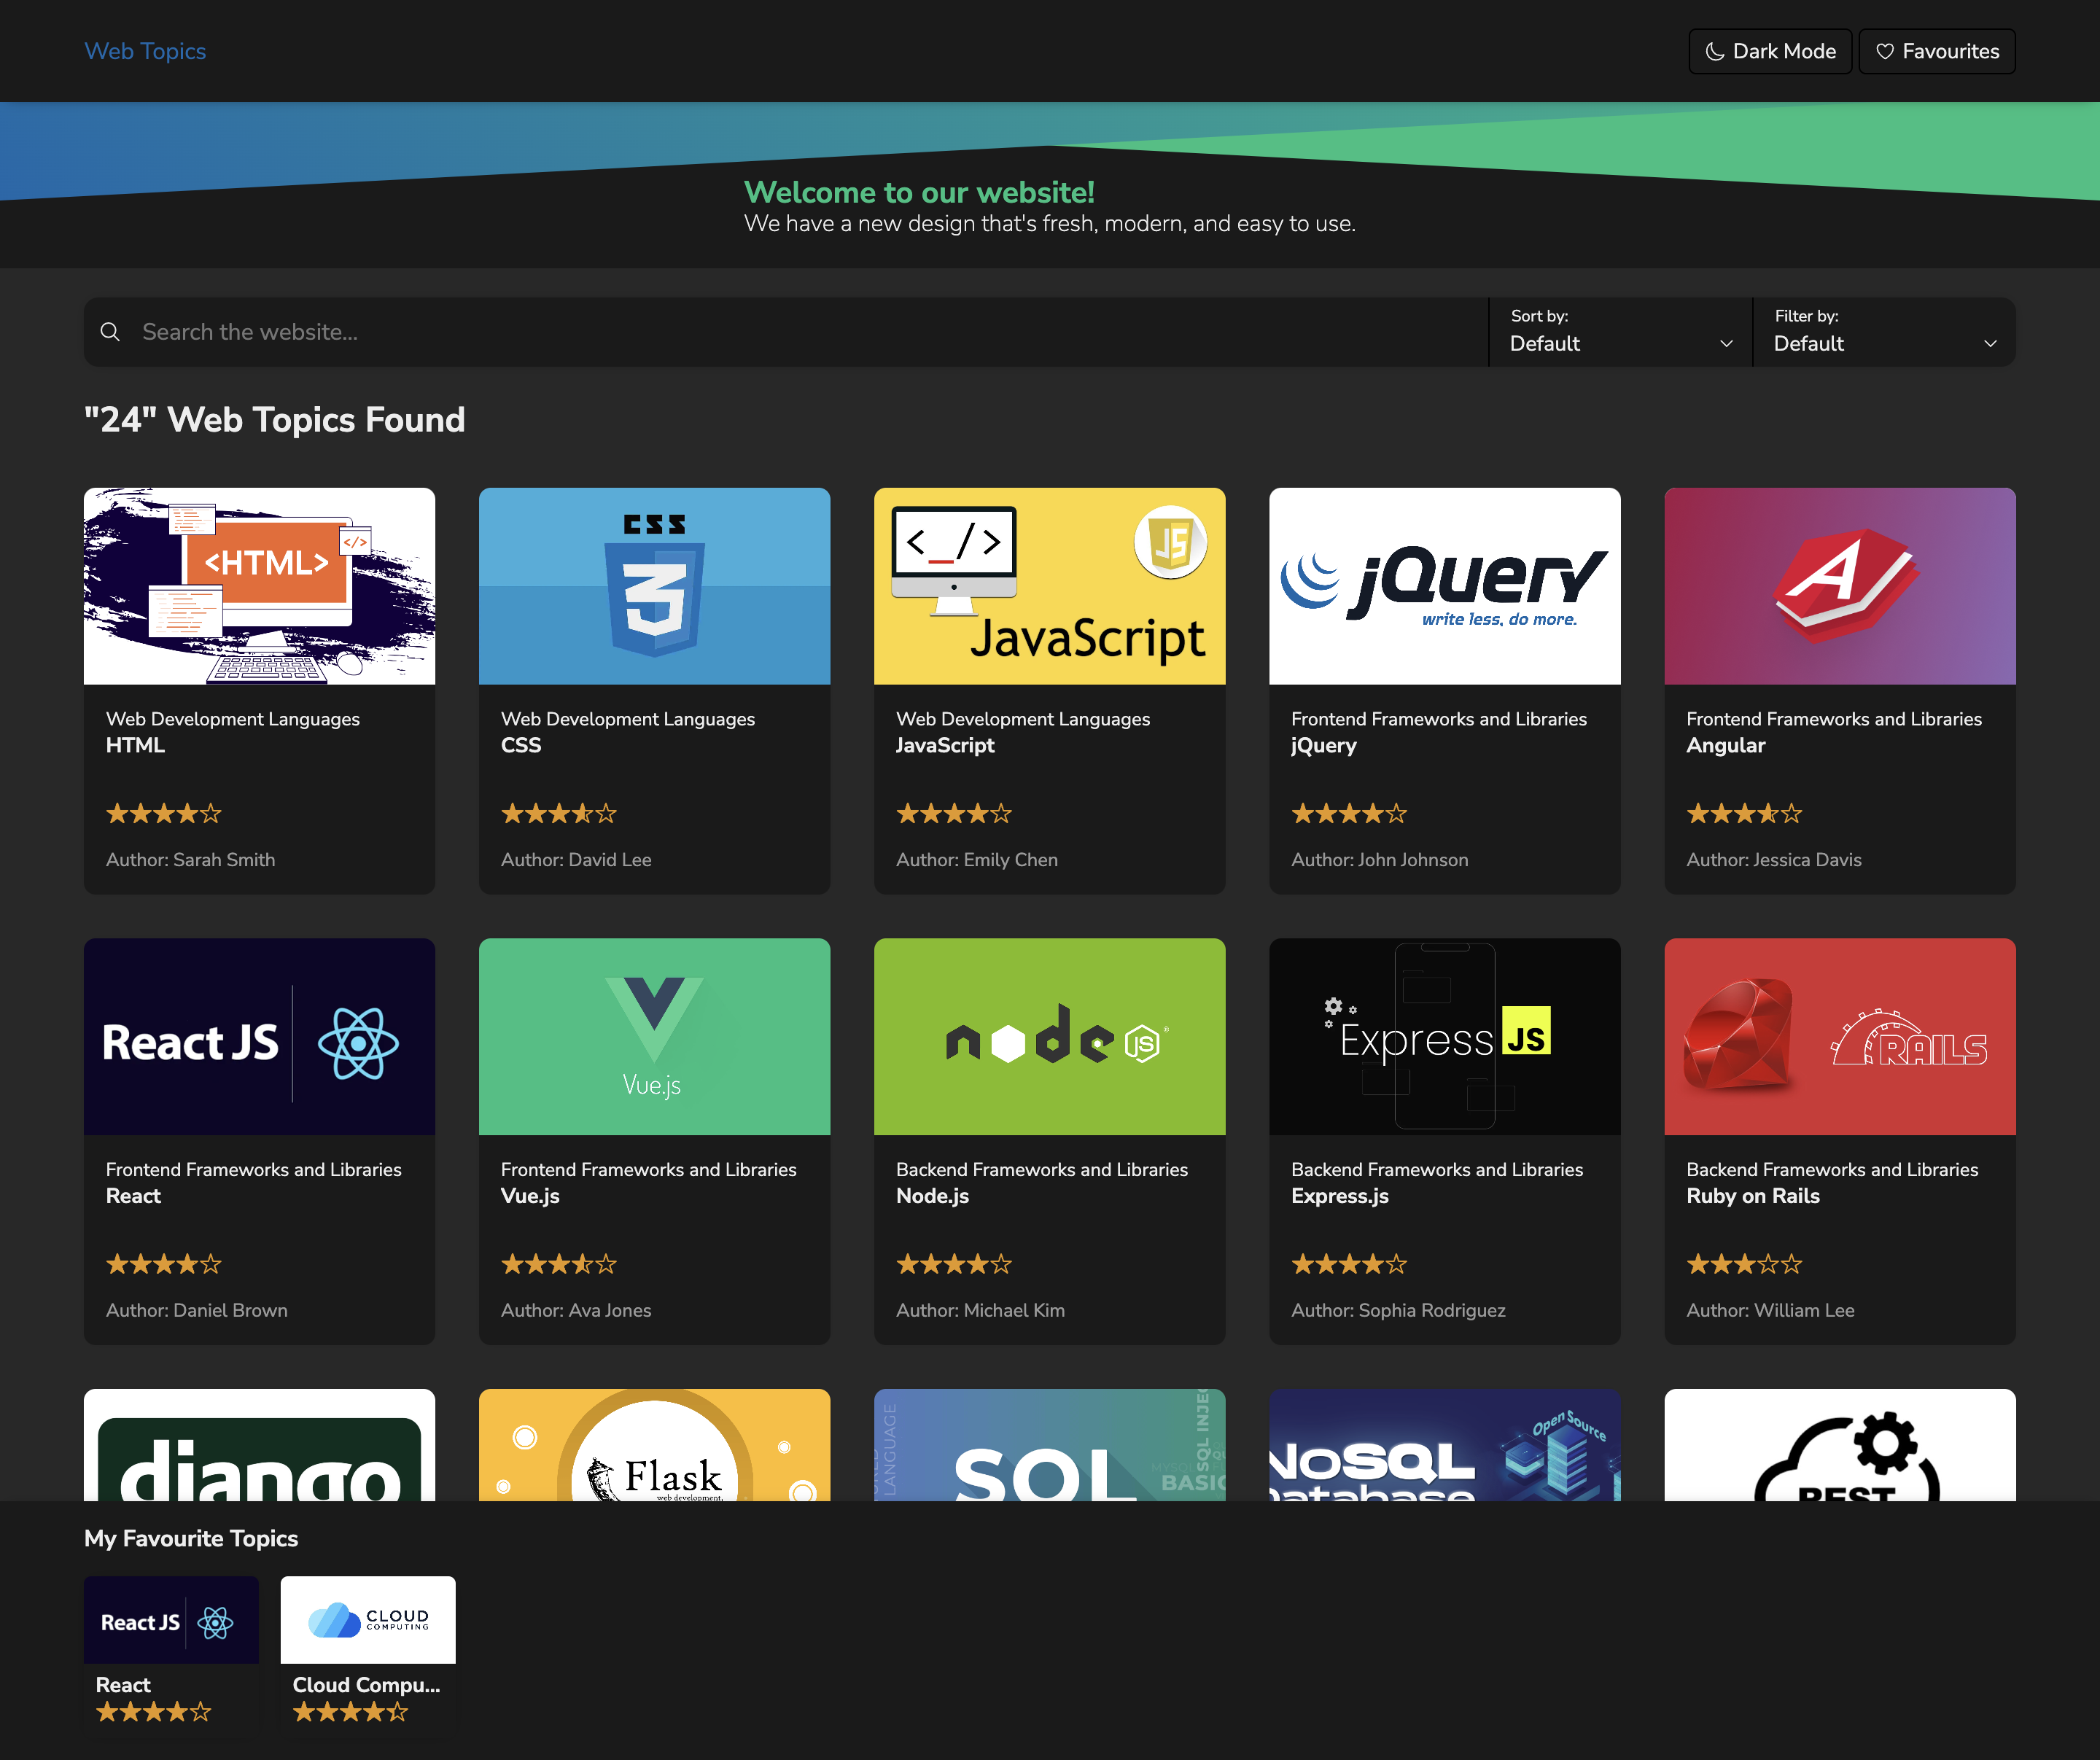 Web Topics
Dark Mode
Favourites
Welcome to our website!
We have a new design that's fresh, modern, and easy to use.
Search the website...
Sort by:
Default
Filter by:
Default
"24" Web Topics Found
<HTML>
</>
Web Development Languages
HTML
Author: Sarah Smith
CSS
3
Web Development Languages
CSS
Author: David Lee
<_/>
JS
JavaScript
Web Development Languages
JavaScript
Author: Emily Chen
jQuery
write less, do more.
Frontend Frameworks and Libraries
jQuery
Author: John Johnson
A
Frontend Frameworks and Libraries
Angular
Author: Jessica Davis
React JS
Frontend Frameworks and Libraries
React
Author: Daniel Brown
Vue.js
Frontend Frameworks and Libraries
Vue.js
Author: Ava Jones
node
JS
®
Backend Frameworks and Libraries
Node.js
Author: Michael Kim
Express JS
Backend Frameworks and Libraries
Express.js
Author: Sophia Rodriguez
RAILS
Backend Frameworks and Libraries
Ruby on Rails
Author: William Lee
django
Flask
web development,
LANGUAGE
SQL
SQL INJEC
MYSQL
BASIC
NoSQL
Database
Open Source
REST
My Favourite Topics
React JS
React
CLOUD
COMPUTING
Cloud Compu...